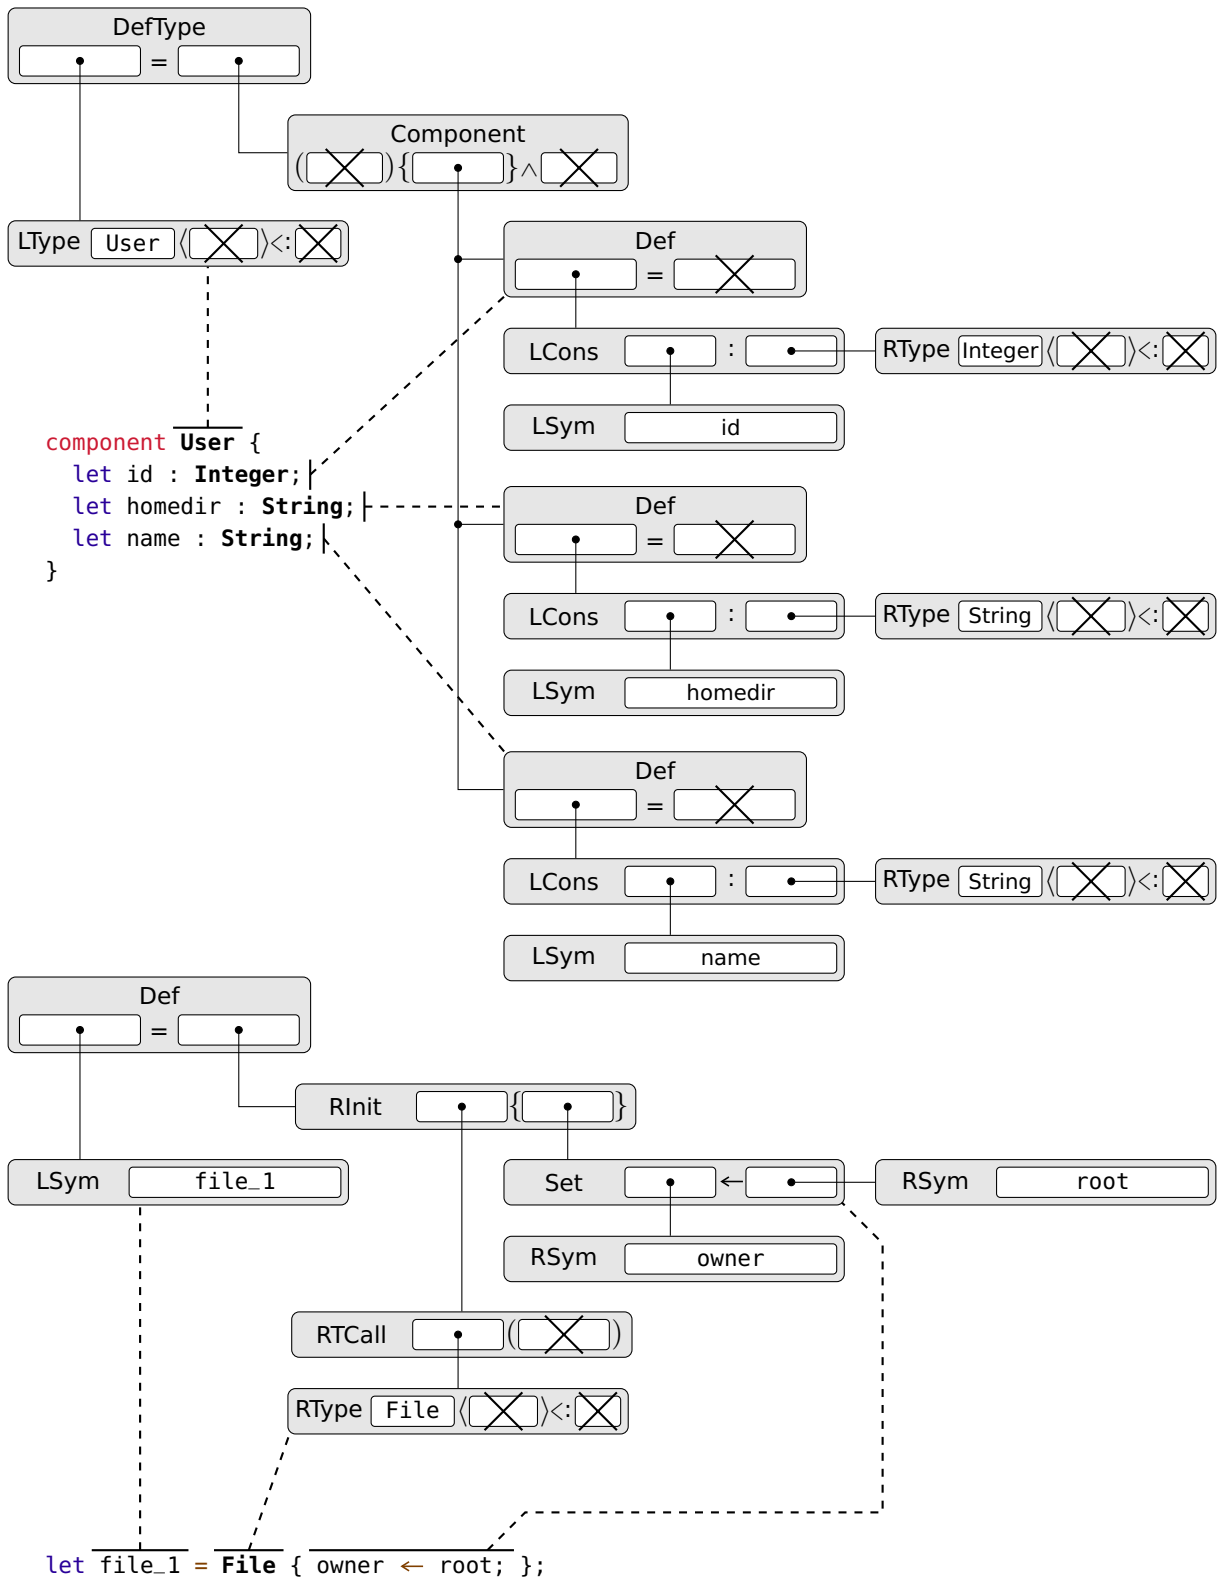 DefType
=
Component
( ) { } ∧
LType User ⟨ ⟩<:
Def
=
LCons :
RType Integer ⟨ ⟩<:
LSym id
component User {
let id : Integer;
let homedir : String;
let name : String;
}
Def
=
LCons :
RType String ⟨ ⟩<:
LSym homedir
Def
=
LCons :
RType String ⟨ ⟩<:
LSym name
Def
=
RInit { }
LSym file_1
Set ←
RSym root
RSym owner
RTCall ( )
RType File ⟨ ⟩<:
let file_1 = File { owner ← root; };